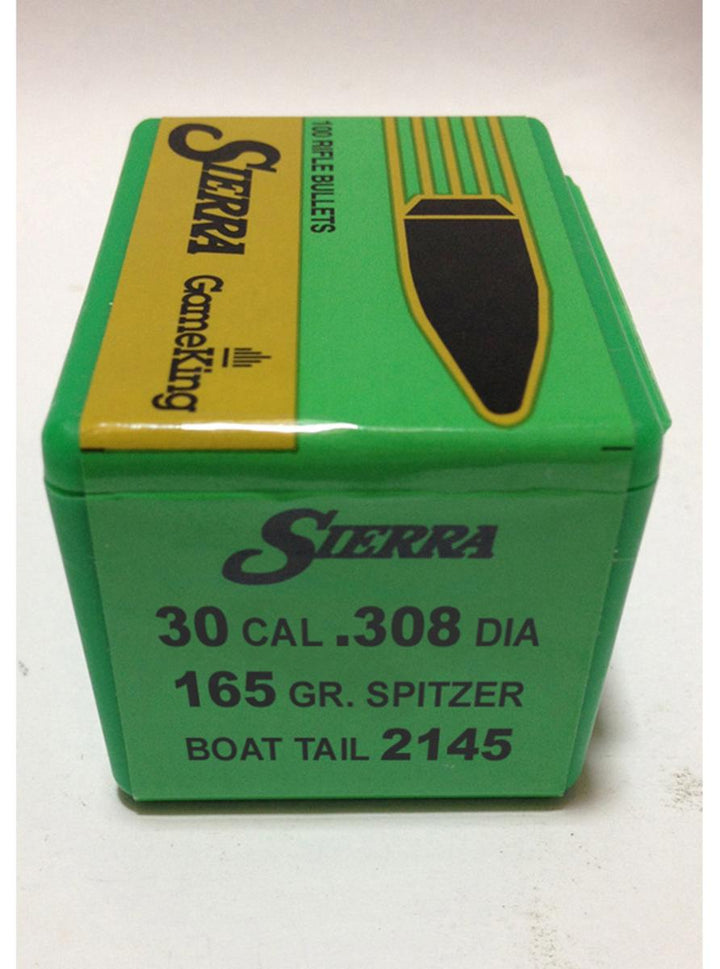 100 RIFLE BULLETS
SIERRA
GameKing
SIERRA
30 CAL .308 DIA
165 GR. SPITZER
BOAT TAIL 2145